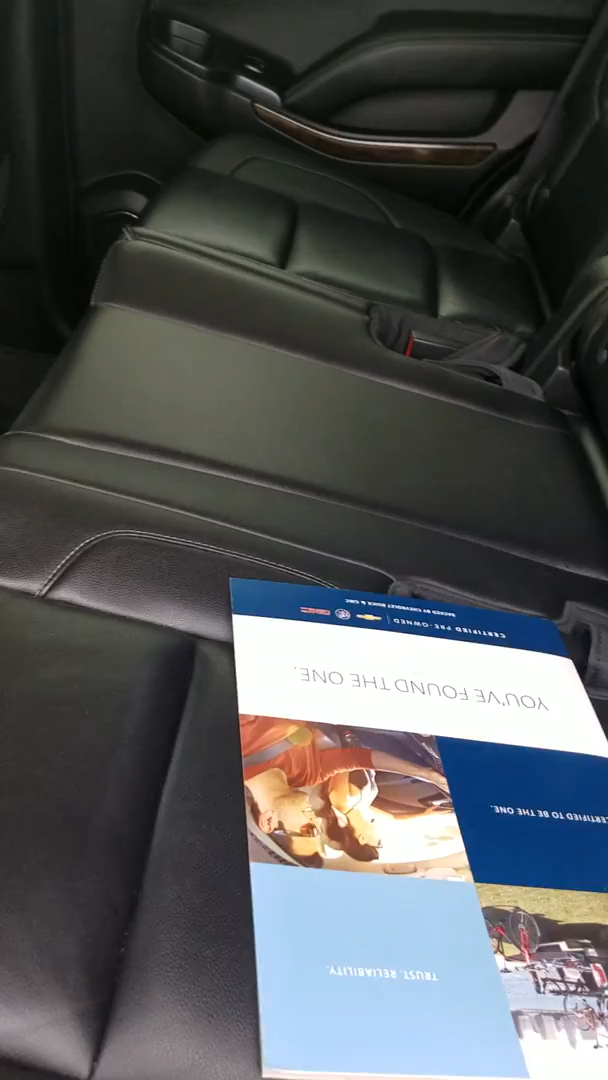 CERTIFIED PRE-OWNED
BACKED BY CHEVROLET BUICK & GMC
YOU'VE FOUND THE ONE.
CERTIFIED TO BE THE ONE.
TRUST. RELIABILITY.